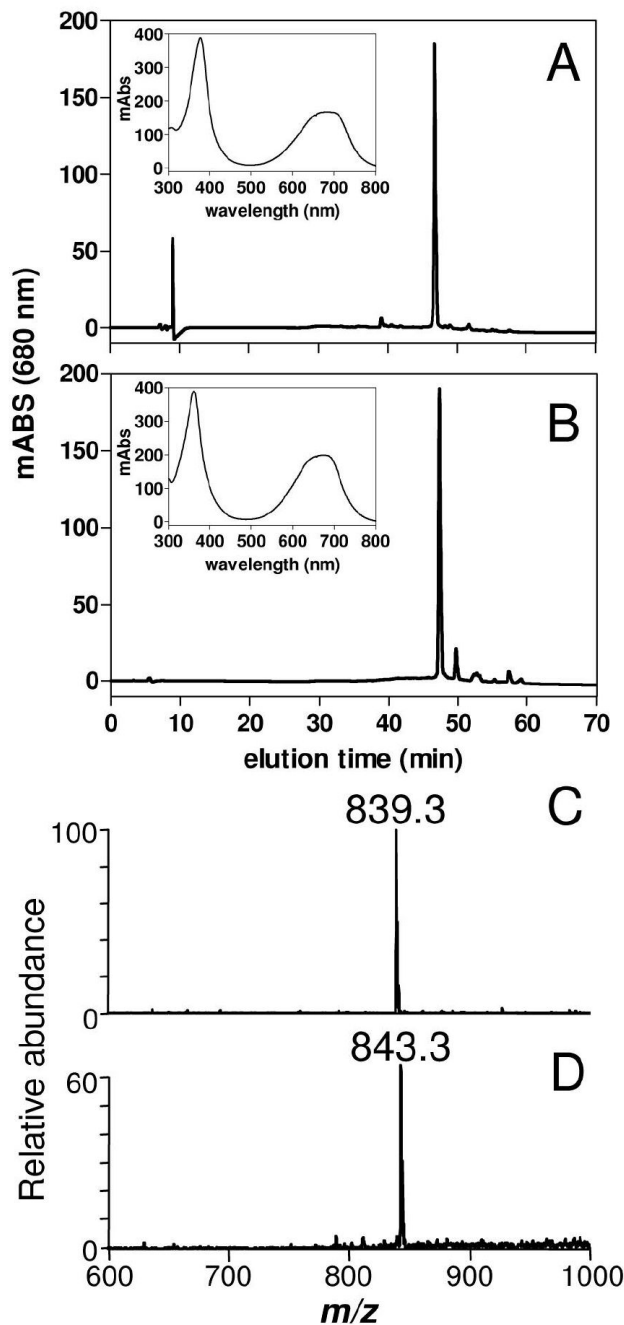 200
A
400
300
200
100
0
mAbs
300 400 500 600 700 800
wavelength (nm)
150
100
50
0
mABS (680 nm)
200
B
400
300
200
100
0
mAbs
300 400 500 600 700 800
wavelength (nm)
150
100
50
0
0 10 20 30 40 50 60 70
elution time (min)
839.3
C
100
0
Relative abundance
843.3
D
60
0
600 700 800 900 1000
m/z